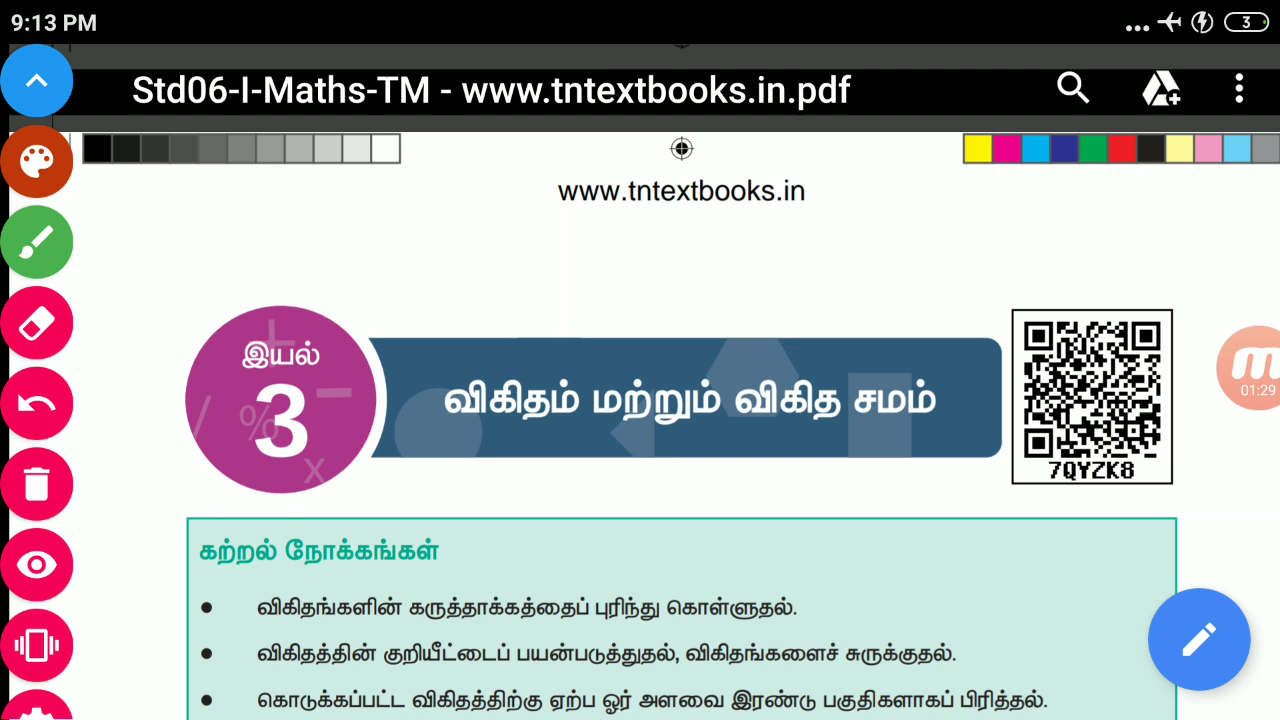 9:13 PM
3
Std06-I-Maths-TM - www.tntextbooks.in.pdf
www.tntextbooks.in
இயல்
3
விகிதம் மற்றும் விகித சமம்
7QYZK8
01:29
கற்றல் நோக்கங்கள்
● விகிதங்களின் கருத்தாக்கத்தைப் புரிந்து கொள்ளுதல்.
● விகிதத்தின் குறியீட்டைப் பயன்படுத்துதல், விகிதங்களைச் சுருக்குதல்.
● கொடுக்கப்பட்ட விகிதத்திற்கு ஏற்ப ஓர் அளவை இரண்டு பகுதிகளாகப் பிரித்தல்.